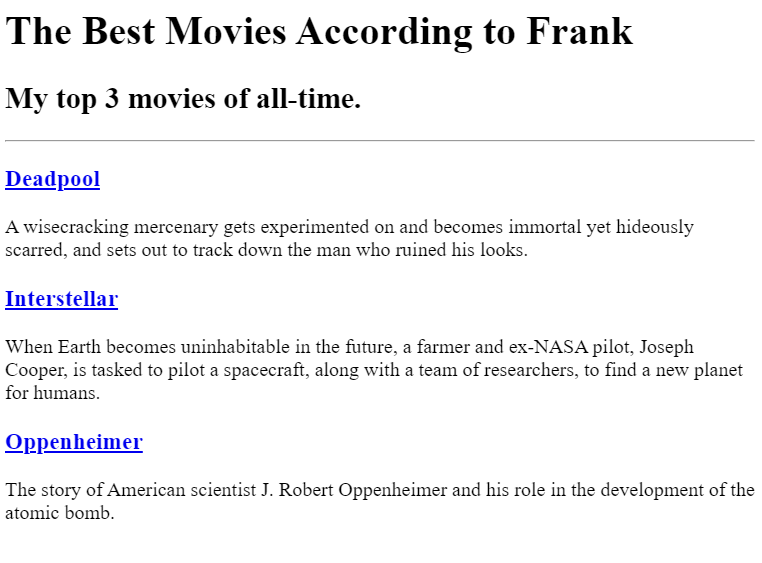 The Best Movies According to Frank
My top 3 movies of all-time.
Deadpool
A wisecracking mercenary gets experimented on and becomes immortal yet hideously
scarred, and sets out to track down the man who ruined his looks.
Interstellar
When Earth becomes uninhabitable in the future, a farmer and ex-NASA pilot, Joseph
Cooper, is tasked to pilot a spacecraft, along with a team of researchers, to find a new planet
for humans.
Oppenheimer
The story of American scientist J. Robert Oppenheimer and his role in the development of the
atomic bomb.